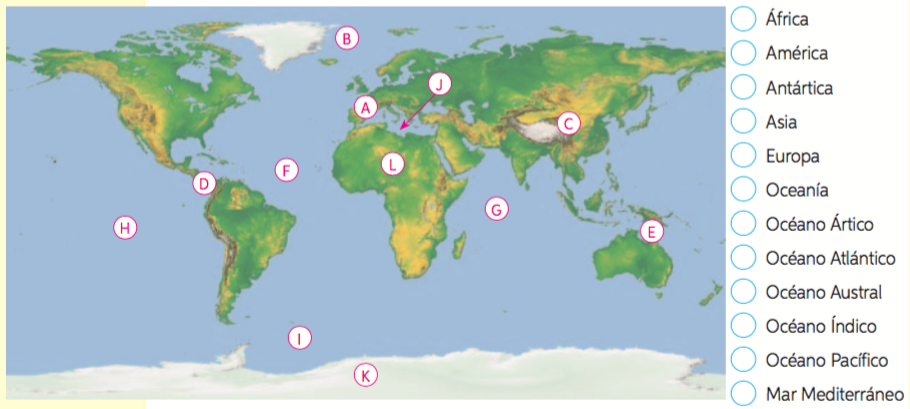 B
J
A
C
L
F
D
G
H
E
I
K
África
América
Antártica
Asia
Europa
Oceanía
Océano Ártico
Océano Atlántico
Océano Austral
Océano Índico
Océano Pacífico
Mar Mediterráneo